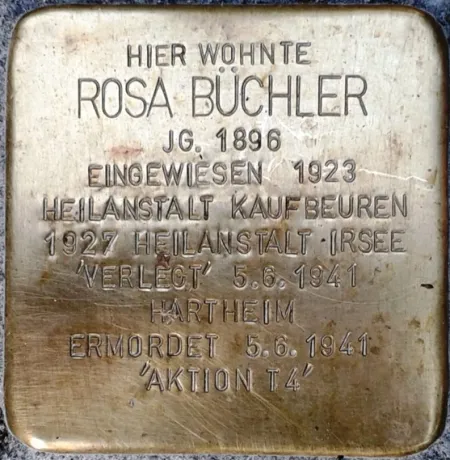 HIER WOHNTE
ROSA BÜCHLER
JG. 1896
EINGEWIESEN 1923
HEILANSTALT KAUFBEUREN
1927 HEILANSTALT IRSEE
'VERLEGT' 5.6.1941
HARTHEIM
ERMORDET 5.6.1941
'AKTION T4'